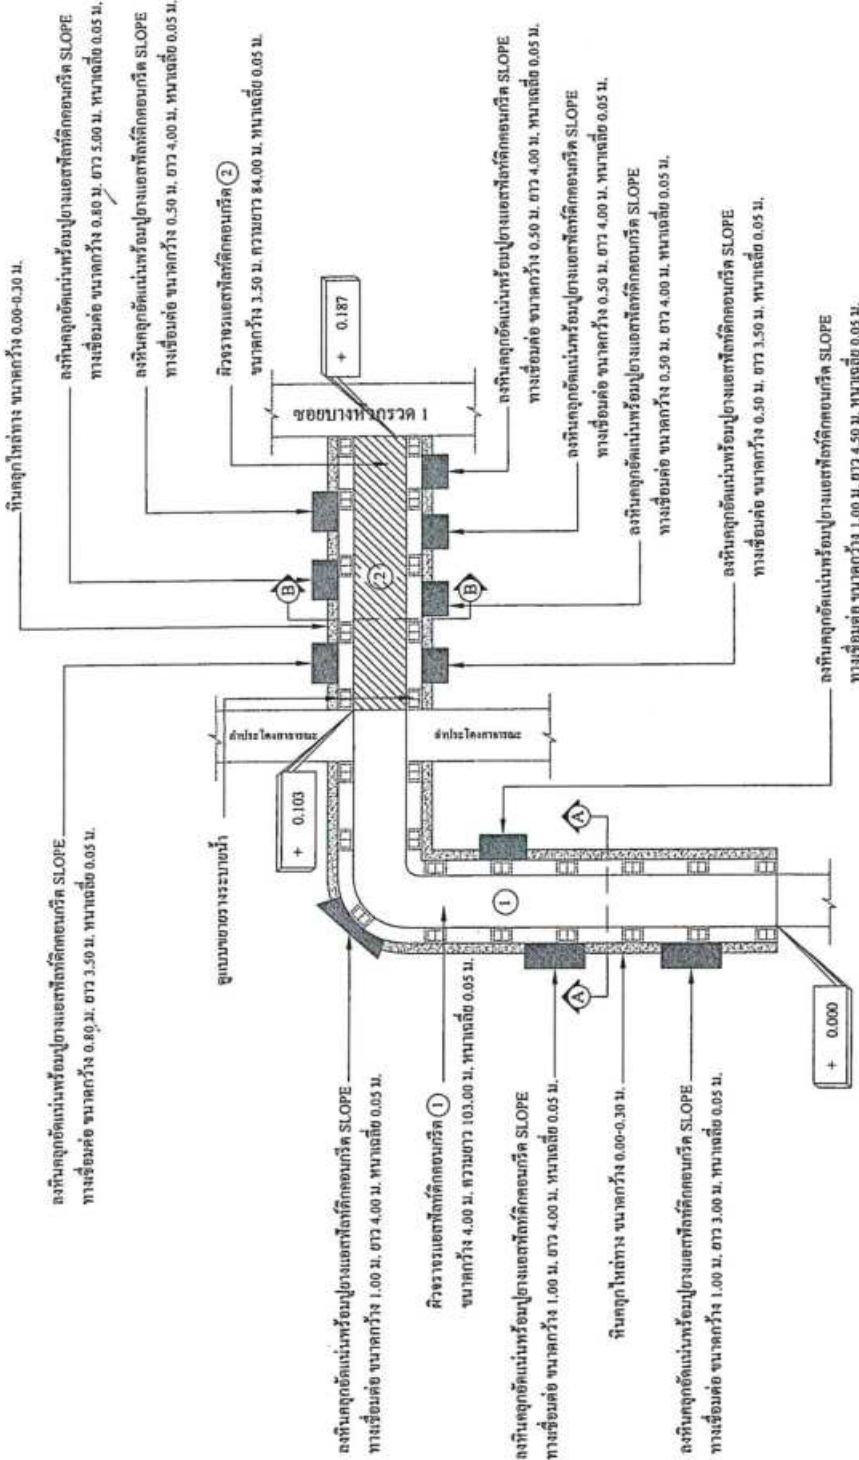 หินคลุกไหล่ทาง ขนาดกว้าง 0.00-0.30 ม.
ลงหินคลุกอัดแน่นพร้อมปูยางแอสฟัลท์ติกคอนกรีต SLOPE
ทางเชื่อมต่อ ขนาดกว้าง 0.80 ม. ยาว 5.00 ม. หนาเฉลี่ย 0.05 ม.
ลงหินคลุกอัดแน่นพร้อมปูยางแอสฟัลท์ติกคอนกรีต SLOPE
ทางเชื่อมต่อ ขนาดกว้าง 0.50 ม. ยาว 4.00 ม. หนาเฉลี่ย 0.05 ม.
ผิวจราจรแอสฟัลท์ติกคอนกรีต 2
ขนาดกว้าง 3.50 ม. ความยาว 84.00 ม. หนาเฉลี่ย 0.05 ม.
+ 0.187
ซอยบางหัวกรวด 1
ลงหินคลุกอัดแน่นพร้อมปูยางแอสฟัลท์ติกคอนกรีต SLOPE
ทางเชื่อมต่อ ขนาดกว้าง 0.50 ม. ยาว 4.00 ม. หนาเฉลี่ย 0.05 ม.
ลงหินคลุกอัดแน่นพร้อมปูยางแอสฟัลท์ติกคอนกรีต SLOPE
ทางเชื่อมต่อ ขนาดกว้าง 0.50 ม. ยาว 4.00 ม. หนาเฉลี่ย 0.05 ม.
ลงหินคลุกอัดแน่นพร้อมปูยางแอสฟัลท์ติกคอนกรีต SLOPE
ทางเชื่อมต่อ ขนาดกว้าง 0.50 ม. ยาว 4.00 ม. หนาเฉลี่ย 0.05 ม.
ลงหินคลุกอัดแน่นพร้อมปูยางแอสฟัลท์ติกคอนกรีต SLOPE
ทางเชื่อมต่อ ขนาดกว้าง 0.50 ม. ยาว 3.50 ม. หนาเฉลี่ย 0.05 ม.
ลงหินคลุกอัดแน่นพร้อมปูยางแอสฟัลท์ติกคอนกรีต SLOPE
ทางเชื่อมต่อ ขนาดกว้าง 1.00 ม. ยาว 4.50 ม. หนาเฉลี่ย 0.05 ม.
B
2
B
ลำประโดงสาธารณะ
ลำประโดงสาธารณะ
+ 0.103
ลงหินคลุกอัดแน่นพร้อมปูยางแอสฟัลท์ติกคอนกรีต SLOPE
ทางเชื่อมต่อ ขนาดกว้าง 0.80 ม. ยาว 3.50 ม. หนาเฉลี่ย 0.05 ม.
ดูแบบขยายรางระบายน้ำ
A
1
A
+ 0.000
ลงหินคลุกอัดแน่นพร้อมปูยางแอสฟัลท์ติกคอนกรีต SLOPE
ทางเชื่อมต่อ ขนาดกว้าง 1.00 ม. ยาว 4.00 ม. หนาเฉลี่ย 0.05 ม.
ผิวจราจรแอสฟัลท์ติกคอนกรีต 1
ขนาดกว้าง 4.00 ม. ความยาว 103.00 ม. หนาเฉลี่ย 0.05 ม.
ลงหินคลุกอัดแน่นพร้อมปูยางแอสฟัลท์ติกคอนกรีต SLOPE
ทางเชื่อมต่อ ขนาดกว้าง 1.00 ม. ยาว 4.00 ม. หนาเฉลี่ย 0.05 ม.
หินคลุกไหล่ทาง ขนาดกว้าง 0.00-0.30 ม.
ลงหินคลุกอัดแน่นพร้อมปูยางแอสฟัลท์ติกคอนกรีต SLOPE
ทางเชื่อมต่อ ขนาดกว้าง 1.00 ม. ยาว 3.00 ม. หนาเฉลี่ย 0.05 ม.